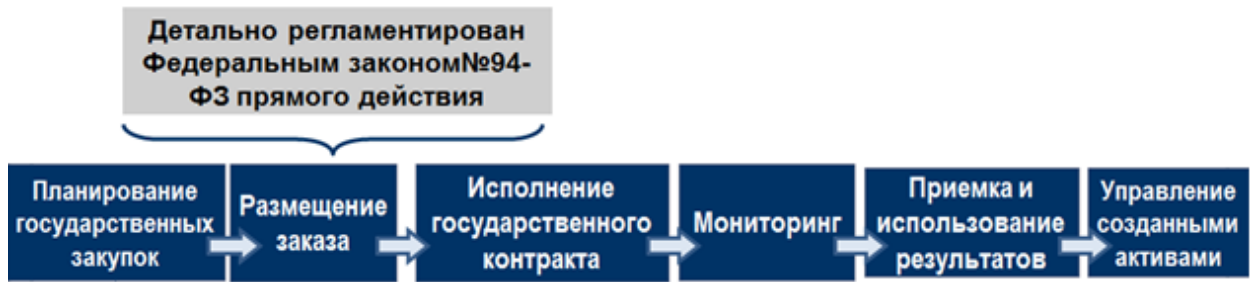 Детально регламентирован
Федеральным законом№94-
ФЗ прямого действия
Планирование
государственных
закупок
Размещение
заказа
Исполнение
государственного
контракта
Мониторинг
Приемка и
использование
результатов
Управление
созданными
активами